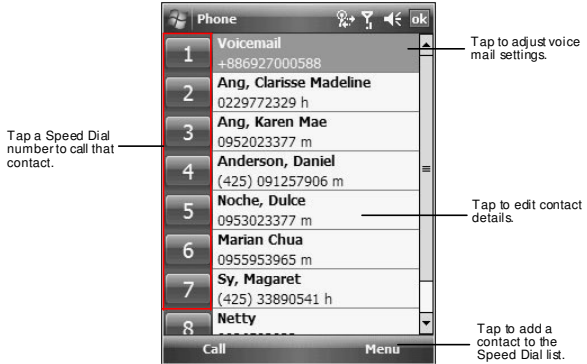 Phone
ok
1
Voicemail
+886927000588
2
Ang, Clarisse Madeline
0229772329 h
3
Ang, Karen Mae
0952023377 m
4
Anderson, Daniel
(425) 091257906 m
5
Noche, Dulce
0953023377 m
6
Marian Chua
0955953965 m
7
Sy, Magaret
(425) 33890541 h
8
Netty
Call
Menu
Tap a Speed Dial
number to call that
contact.
Tap to adjust voice
mail settings.
Tap to edit contact
details.
Tap to add a
contact to the
Speed Dial list.